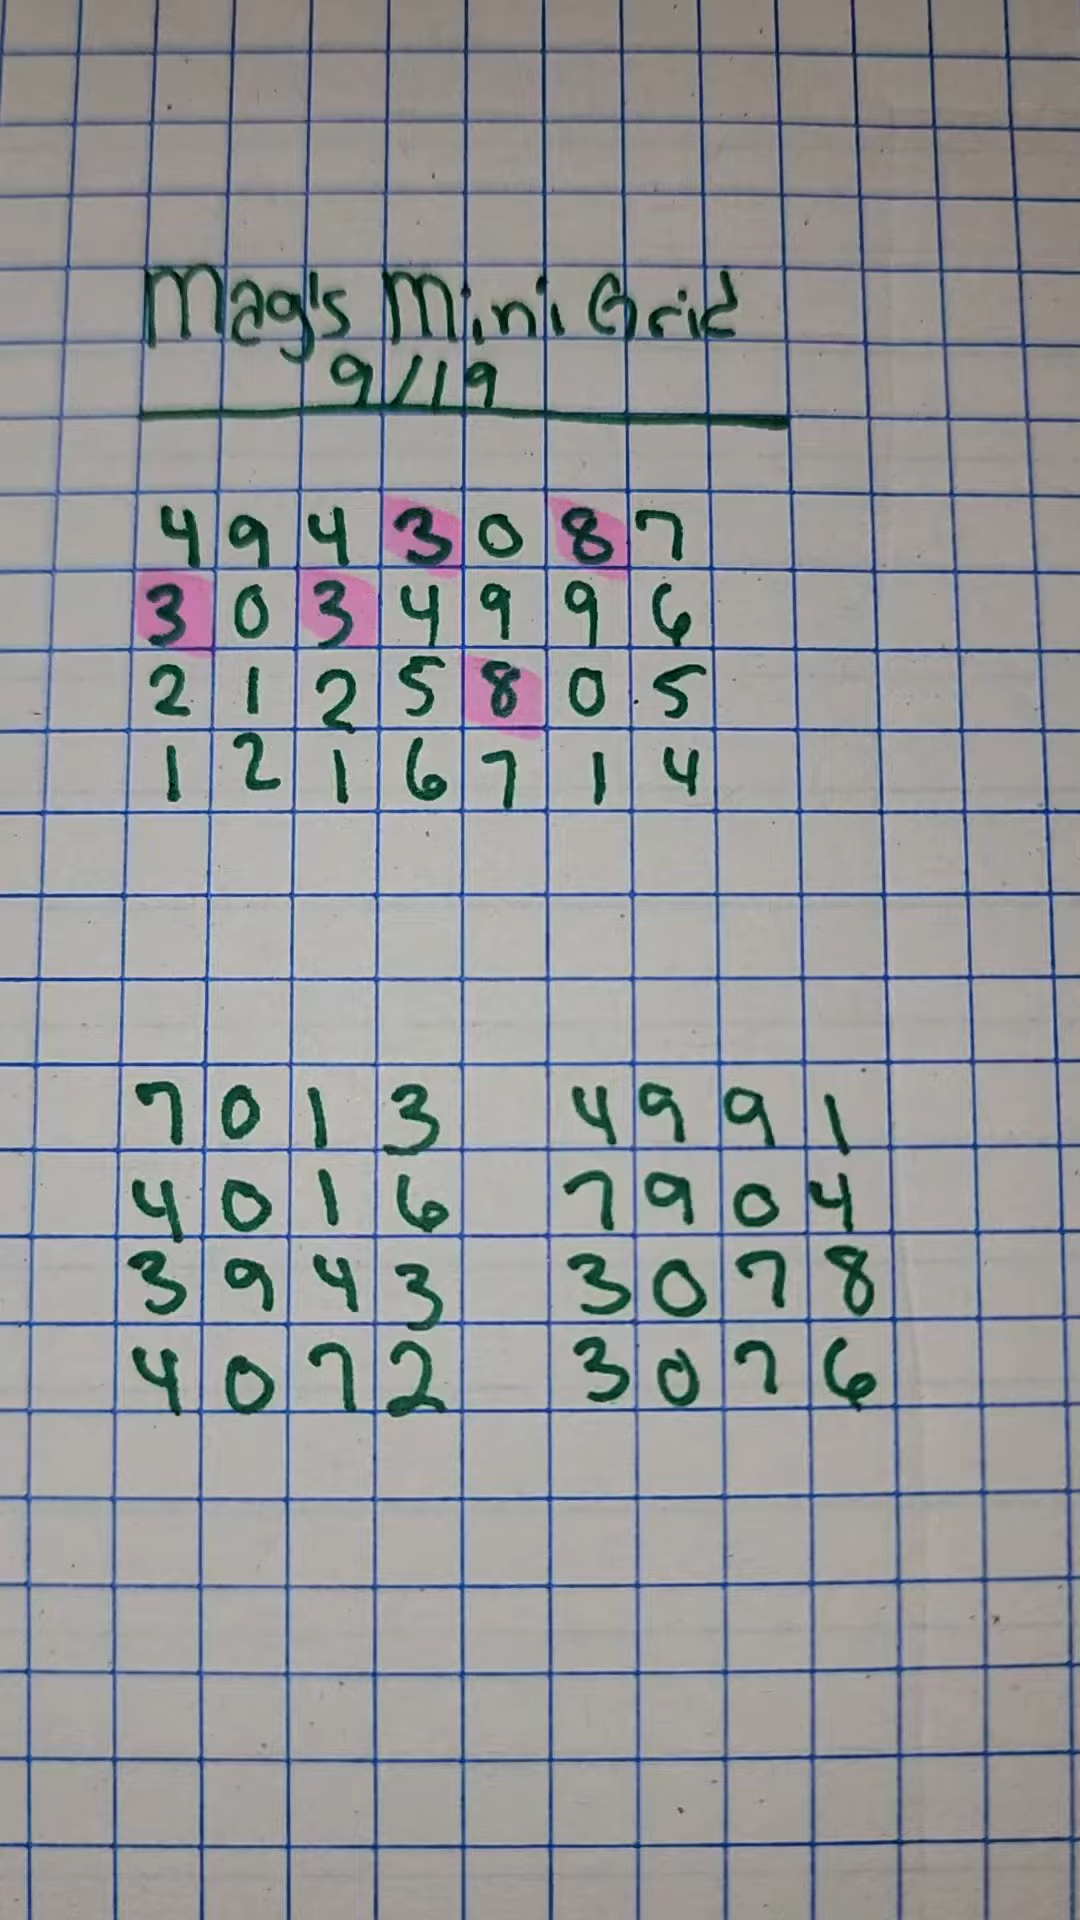 Mag's Mini Grid
9/19
4 9 4 3 0 8 7
3 0 3 4 9 9 6
2 1 2 5 8 0 5
1 2 1 6 7 1 4
7 0 1 3 4 9 9 1
4 0 1 6 7 9 0 4
3 9 4 3 3 0 7 8
4 0 7 2 3 0 7 6